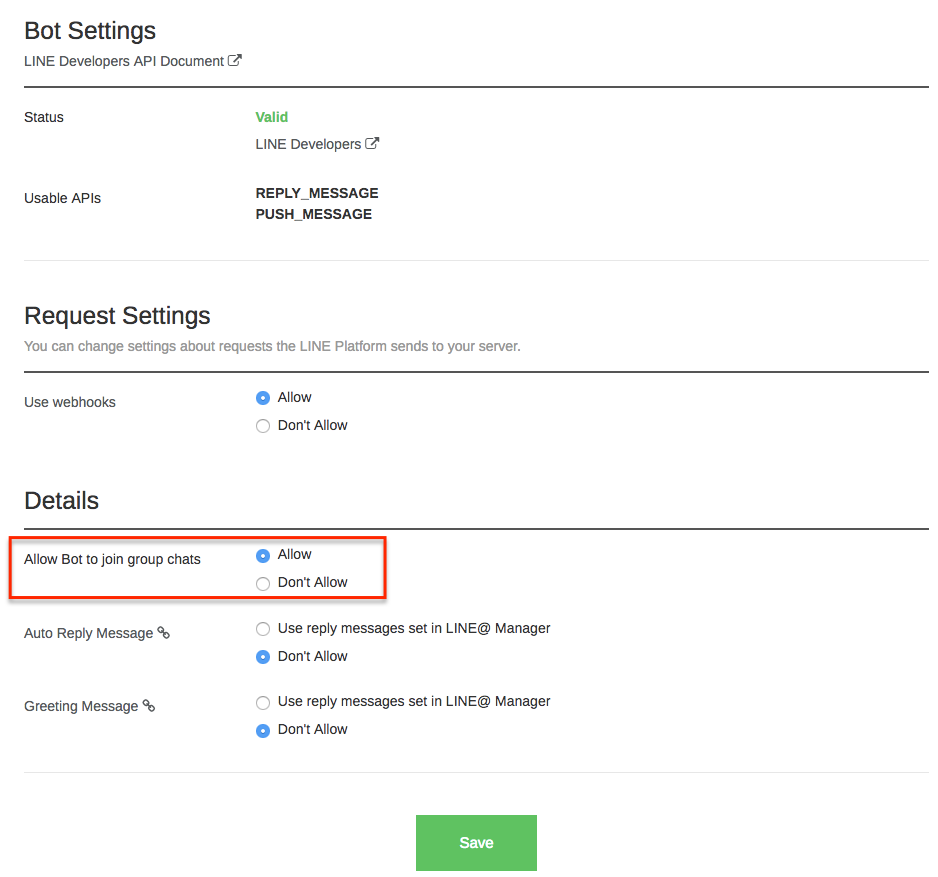 Bot Settings
LINE Developers API Document
Status
Valid
LINE Developers
Usable APIs
REPLY_MESSAGE
PUSH_MESSAGE
Request Settings
You can change settings about requests the LINE Platform sends to your server.
Use webhooks
Allow
Don't Allow
Details
Allow Bot to join group chats
Allow
Don't Allow
Auto Reply Message
Use reply messages set in LINE@ Manager
Don't Allow
Greeting Message
Use reply messages set in LINE@ Manager
Don't Allow
Save